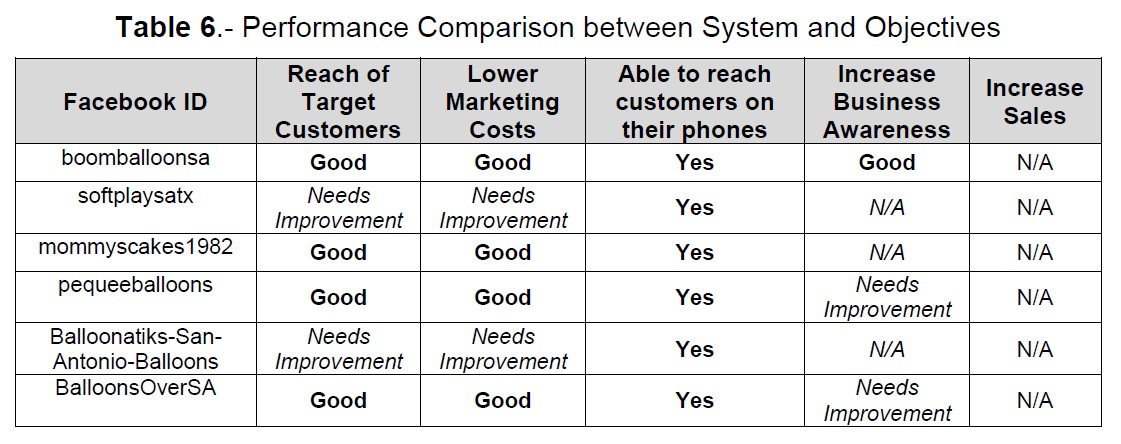 Table 6.- Performance Comparison between System and Objectives
Facebook ID
Reach of
Target
Customers
Lower
Marketing
Costs
Able to reach
customers on
their phones
Increase
Business
Awareness
Increase
Sales
boomballoonsa
Good
Good
Yes
Good
N/A
softplaysatx
Needs
Improvement
Needs
Improvement
Yes
N/A
N/A
mommyscakes1982
Good
Good
Yes
N/A
N/A
pequeeballoons
Good
Good
Yes
Needs
Improvement
N/A
Balloonatiks-San-
Antonio-Balloons
Needs
Improvement
Needs
Improvement
Yes
N/A
N/A
BalloonsOverSA
Good
Good
Yes
Needs
Improvement
N/A